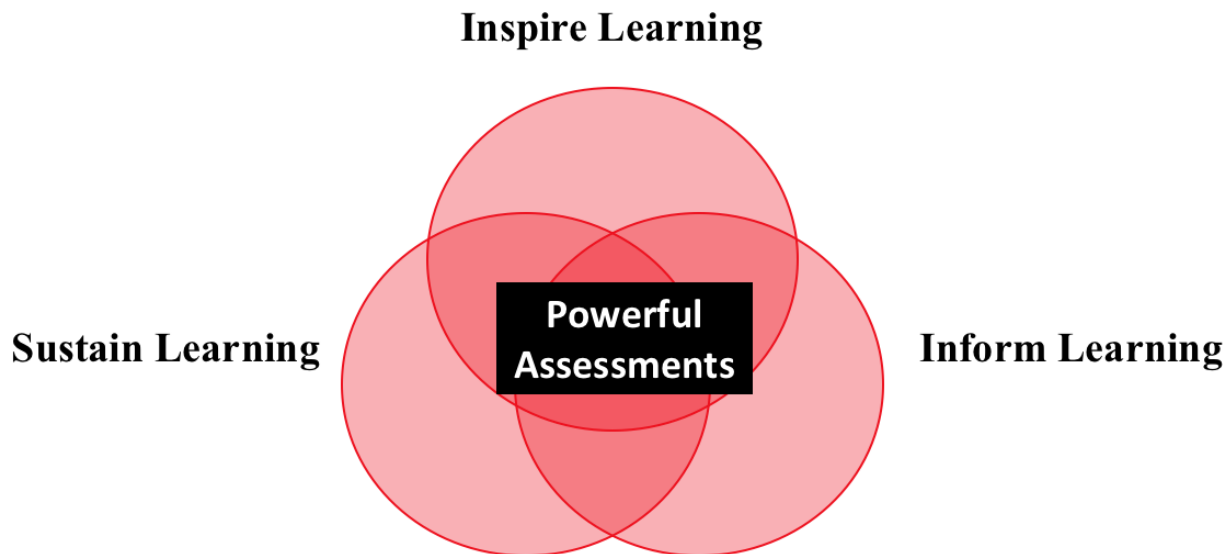 Inspire Learning
Powerful
Assessments
Sustain Learning
Inform Learning